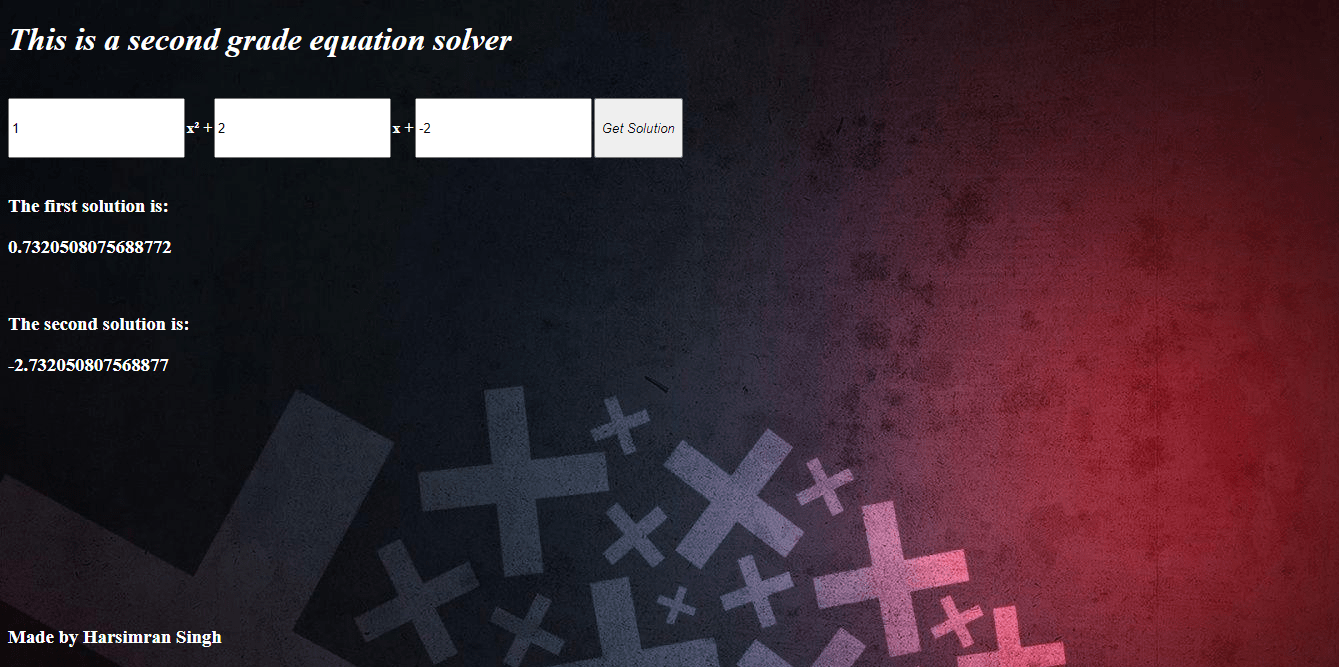 This is a second grade equation solver
1 x² + 2 x + -2 Get Solution
The first solution is:
0.7320508075688772
The second solution is:
-2.732050807568877
Made by Harsimran Singh